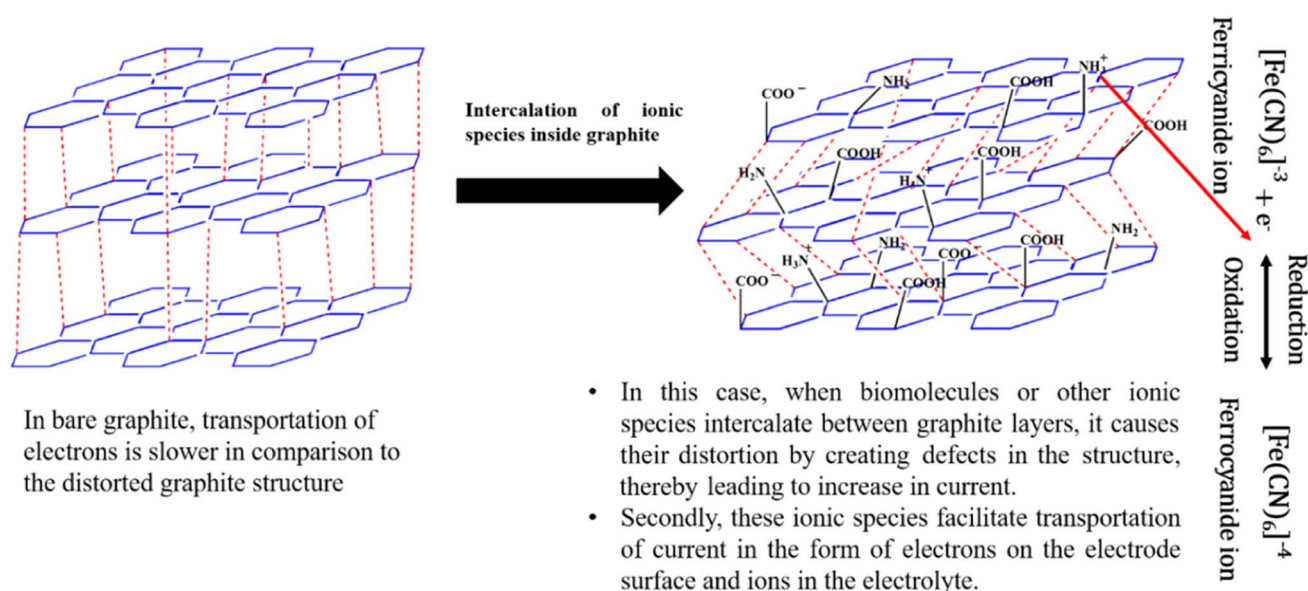 Intercalation of ionic
species inside graphite
NH2
NH3+
COOH
COO−
COOH
COOH
COOH
H2N
H3N+
NH2
COOH
NH2
H3N+
COO−
COO−
COOH
Ferricyanide ion
[Fe(CN)6]-3 + e-
Oxidation
Reduction
Ferrocyanide ion
[Fe(CN)6]-4
In bare graphite, transportation of
electrons is slower in comparison to
the distorted graphite structure
• In this case, when biomolecules or other ionic
species intercalate between graphite layers, it causes
their distortion by creating defects in the structure,
thereby leading to increase in current.
• Secondly, these ionic species facilitate transportation
of current in the form of electrons on the electrode
surface and ions in the electrolyte.